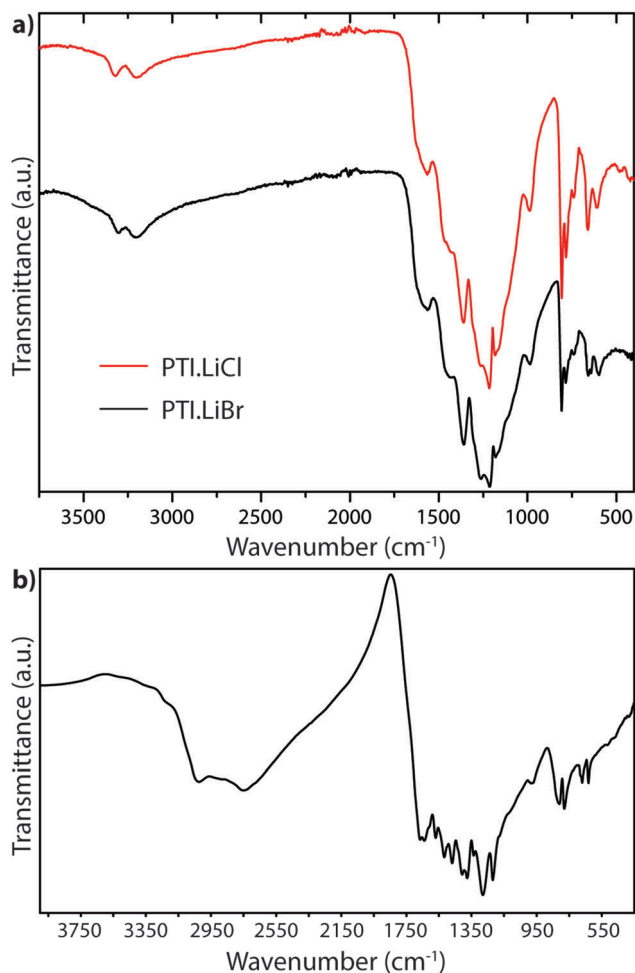 a)
Transmittance (a.u.)
PTI.LiCl
PTI.LiBr
3500 3000 2500 2000 1500 1000 500
Wavenumber (cm⁻¹)
b)
Transmittance (a.u.)
3750 3350 2950 2550 2150 1750 1350 950 550
Wavenumber (cm⁻¹)